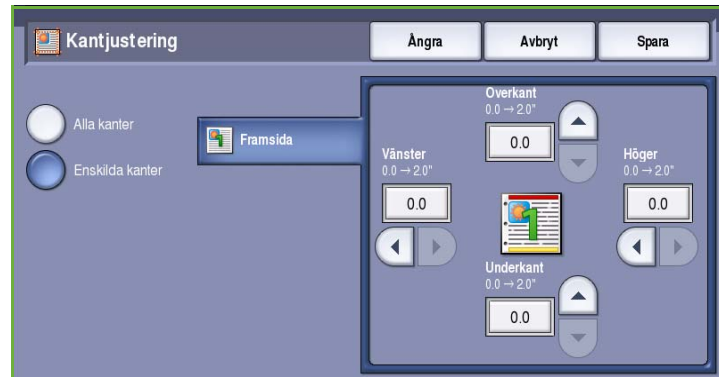 Kantjustering
Ångra
Avbryt
Spara
Alla kanter
Enskilda kanter
Framsida
Överkant
0.0 → 2.0"
0.0
Vänster
0.0 → 2.0"
0.0
Höger
0.0 → 2.0"
0.0
Underkant
0.0 → 2.0"
0.0